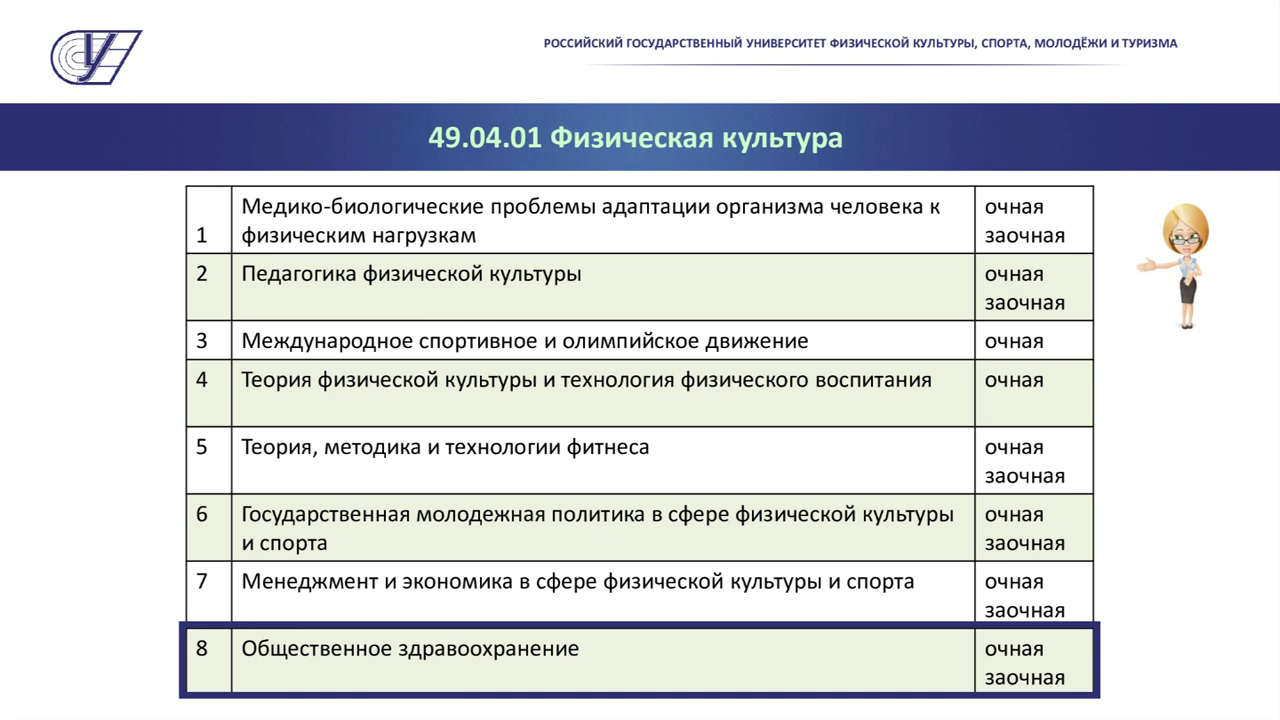 РОССИЙСКИЙ ГОСУДАРСТВЕННЫЙ УНИВЕРСИТЕТ ФИЗИЧЕСКОЙ КУЛЬТУРЫ, СПОРТА, МОЛОДЁЖИ И ТУРИЗМА
49.04.01 Физическая культура
1 Медико-биологические проблемы адаптации организма человека к очная
физическим нагрузкам заочная
2 Педагогика физической культуры очная
заочная
3 Международное спортивное и олимпийское движение очная
4 Теория физической культуры и технология физического воспитания очная
5 Теория, методика и технологии фитнеса очная
заочная
6 Государственная молодежная политика в сфере физической культуры очная
и спорта заочная
7 Менеджмент и экономика в сфере физической культуры и спорта очная
заочная
8 Общественное здравоохранение очная
заочная